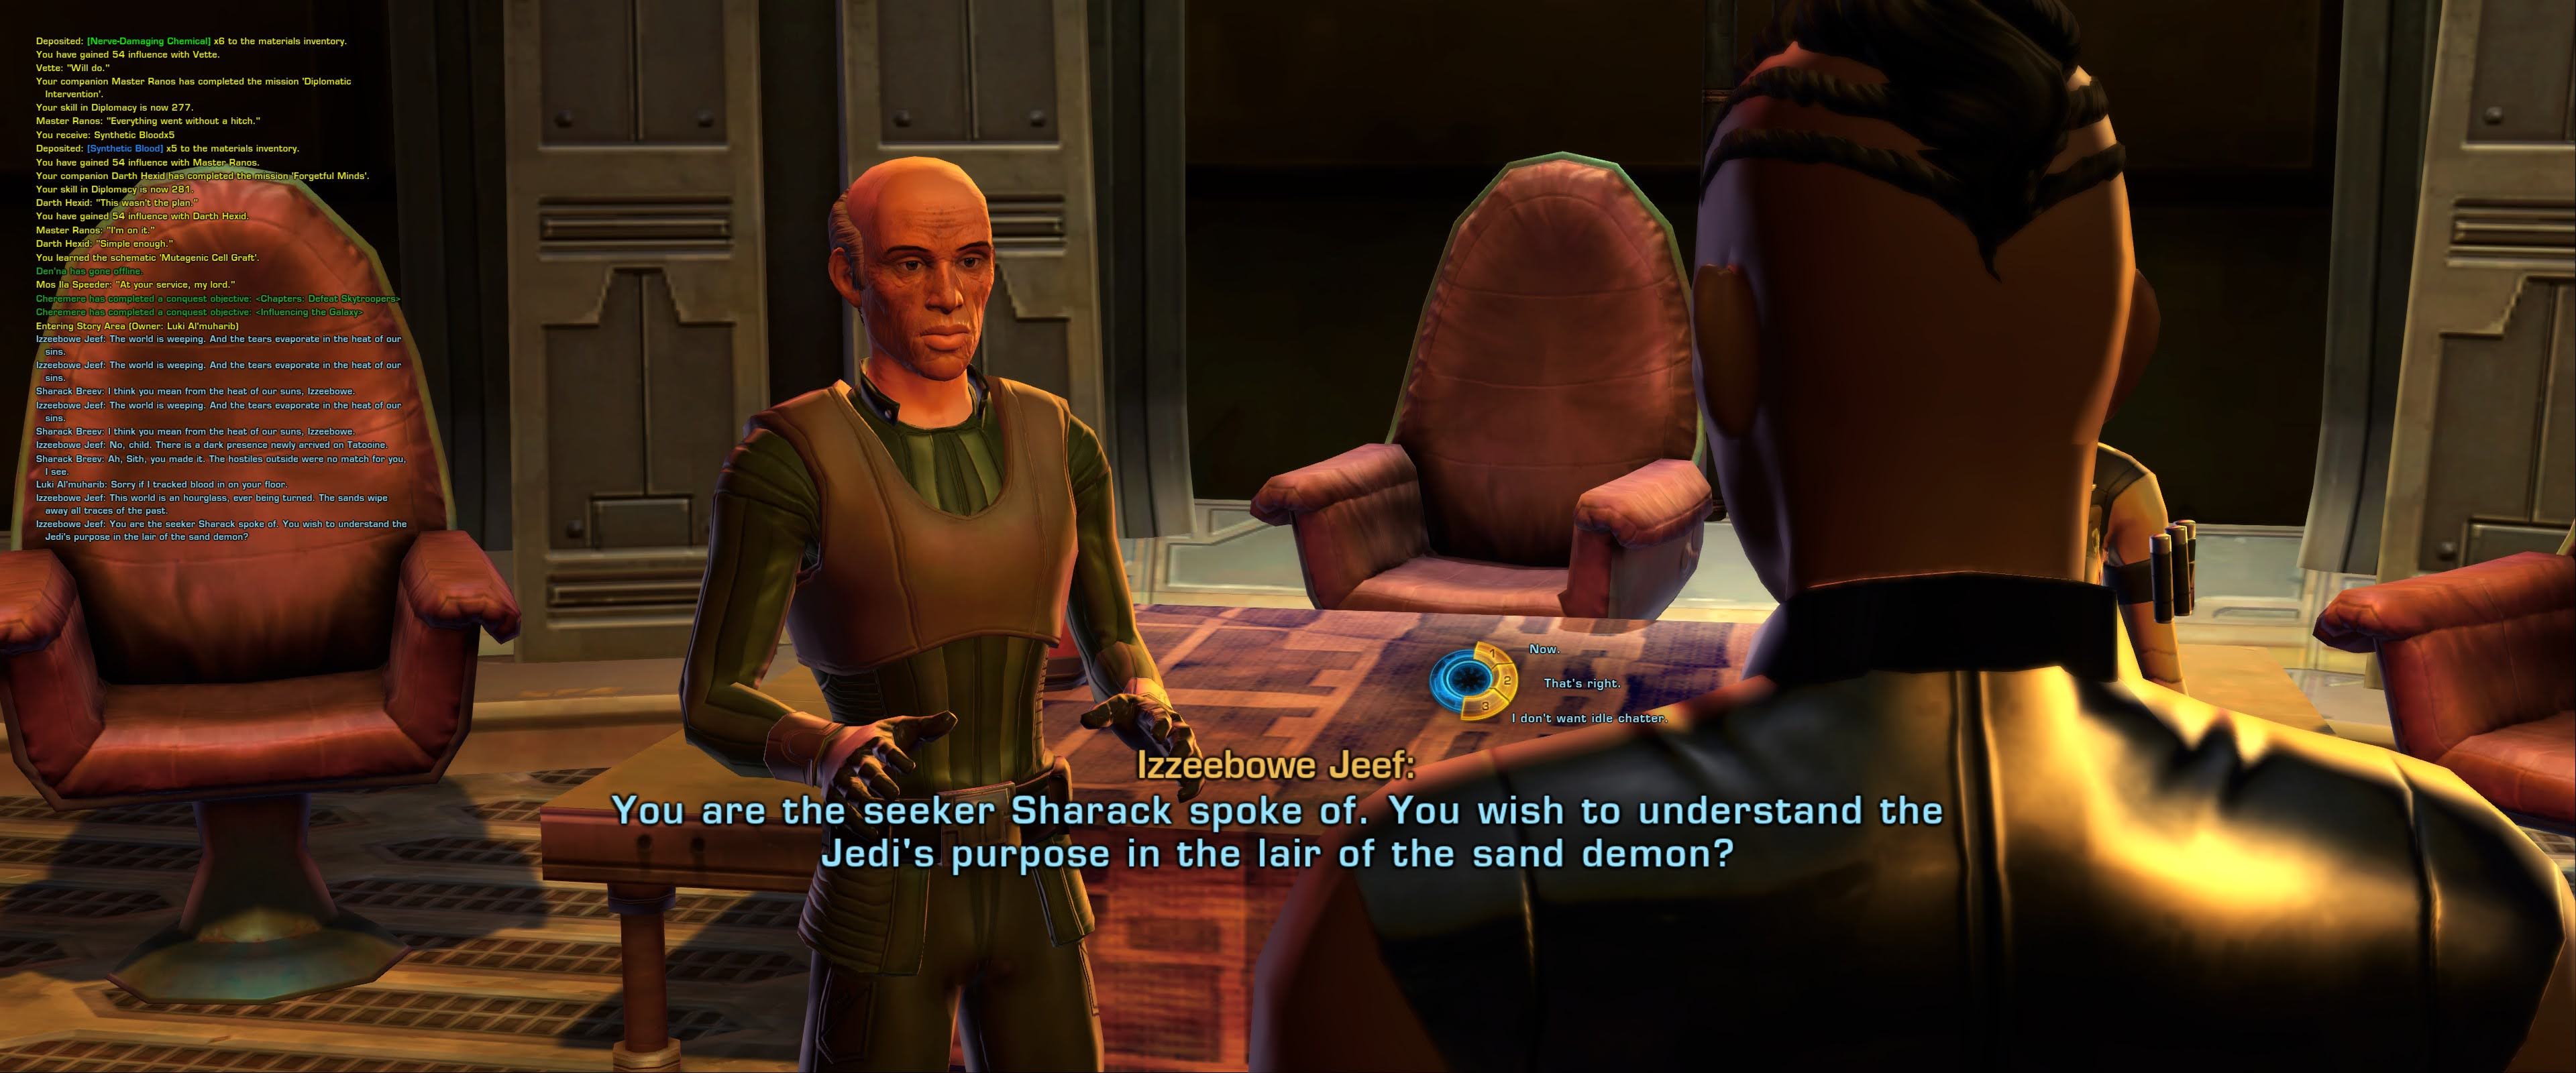 Deposited: [Nerve-Damaging Chemical] x6 to the materials inventory.
You have gained 54 influence with Vette.
Vette: "Will do."
Your companion Master Ranos has completed the mission 'Diplomatic
Intervention'.
Your skill in Diplomacy is now 277.
Master Ranos: "Everything went without a hitch."
You receive: Synthetic Bloodx5
Deposited: [Synthetic Blood] x5 to the materials inventory.
You have gained 54 influence with Master Ranos.
Your companion Darth Hexid has completed the mission 'Forgetful Minds'.
Your skill in Diplomacy is now 281.
Darth Hexid: "This wasn't the plan."
You have gained 54 influence with Darth Hexid.
Master Ranos: "I'm on it."
Darth Hexid: "Simple enough."
You learned the schematic 'Mutagenic Cell Graft'.
Den'na has gone offline.
Mos Ila Speeder: "At your service, my lord."
Cheremere has completed a conquest objective: <Chapters: Defeat Skytroopers>
Cheremere has completed a conquest objective: <Influencing the Galaxy>
Entering Story Area (Owner: Luki Al'muharib)
Izzeebowe Jeef: The world is weeping. And the tears evaporate in the heat of our
sins.
Izzeebowe Jeef: The world is weeping. And the tears evaporate in the heat of our
sins.
Sharack Breev: I think you mean from the heat of our suns, Izzeebowe.
Izzeebowe Jeef: The world is weeping. And the tears evaporate in the heat of our
sins.
Sharack Breev: I think you mean from the heat of our suns, Izzeebowe.
Izzeebowe Jeef: No, child. There is a dark presence newly arrived on Tatooine.
Sharack Breev: Ah, Sith, you made it. The hostiles outside were no match for you,
I see.
Luki Al'muharib: Sorry if I tracked blood in on your floor.
Izzeebowe Jeef: This world is an hourglass, ever being turned. The sands wipe
away all traces of the past.
Izzeebowe Jeef: You are the seeker Sharack spoke of. You wish to understand the
Jedi's purpose in the lair of the sand demon?
1 Now.
2 That's right.
3 I don't want idle chatter.
Izzeebowe Jeef:
You are the seeker Sharack spoke of. You wish to understand the
Jedi's purpose in the lair of the sand demon?